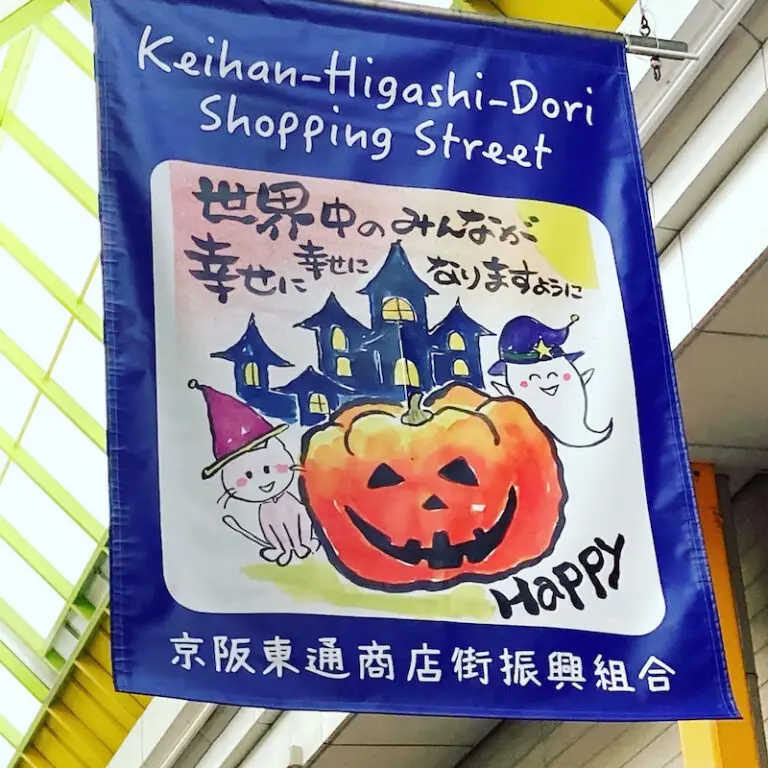 Keihan-Higashi-Dori
Shopping Street
世界中のみんなが
幸せに幸せになりますように
Happy
京阪東通商店街振興組合